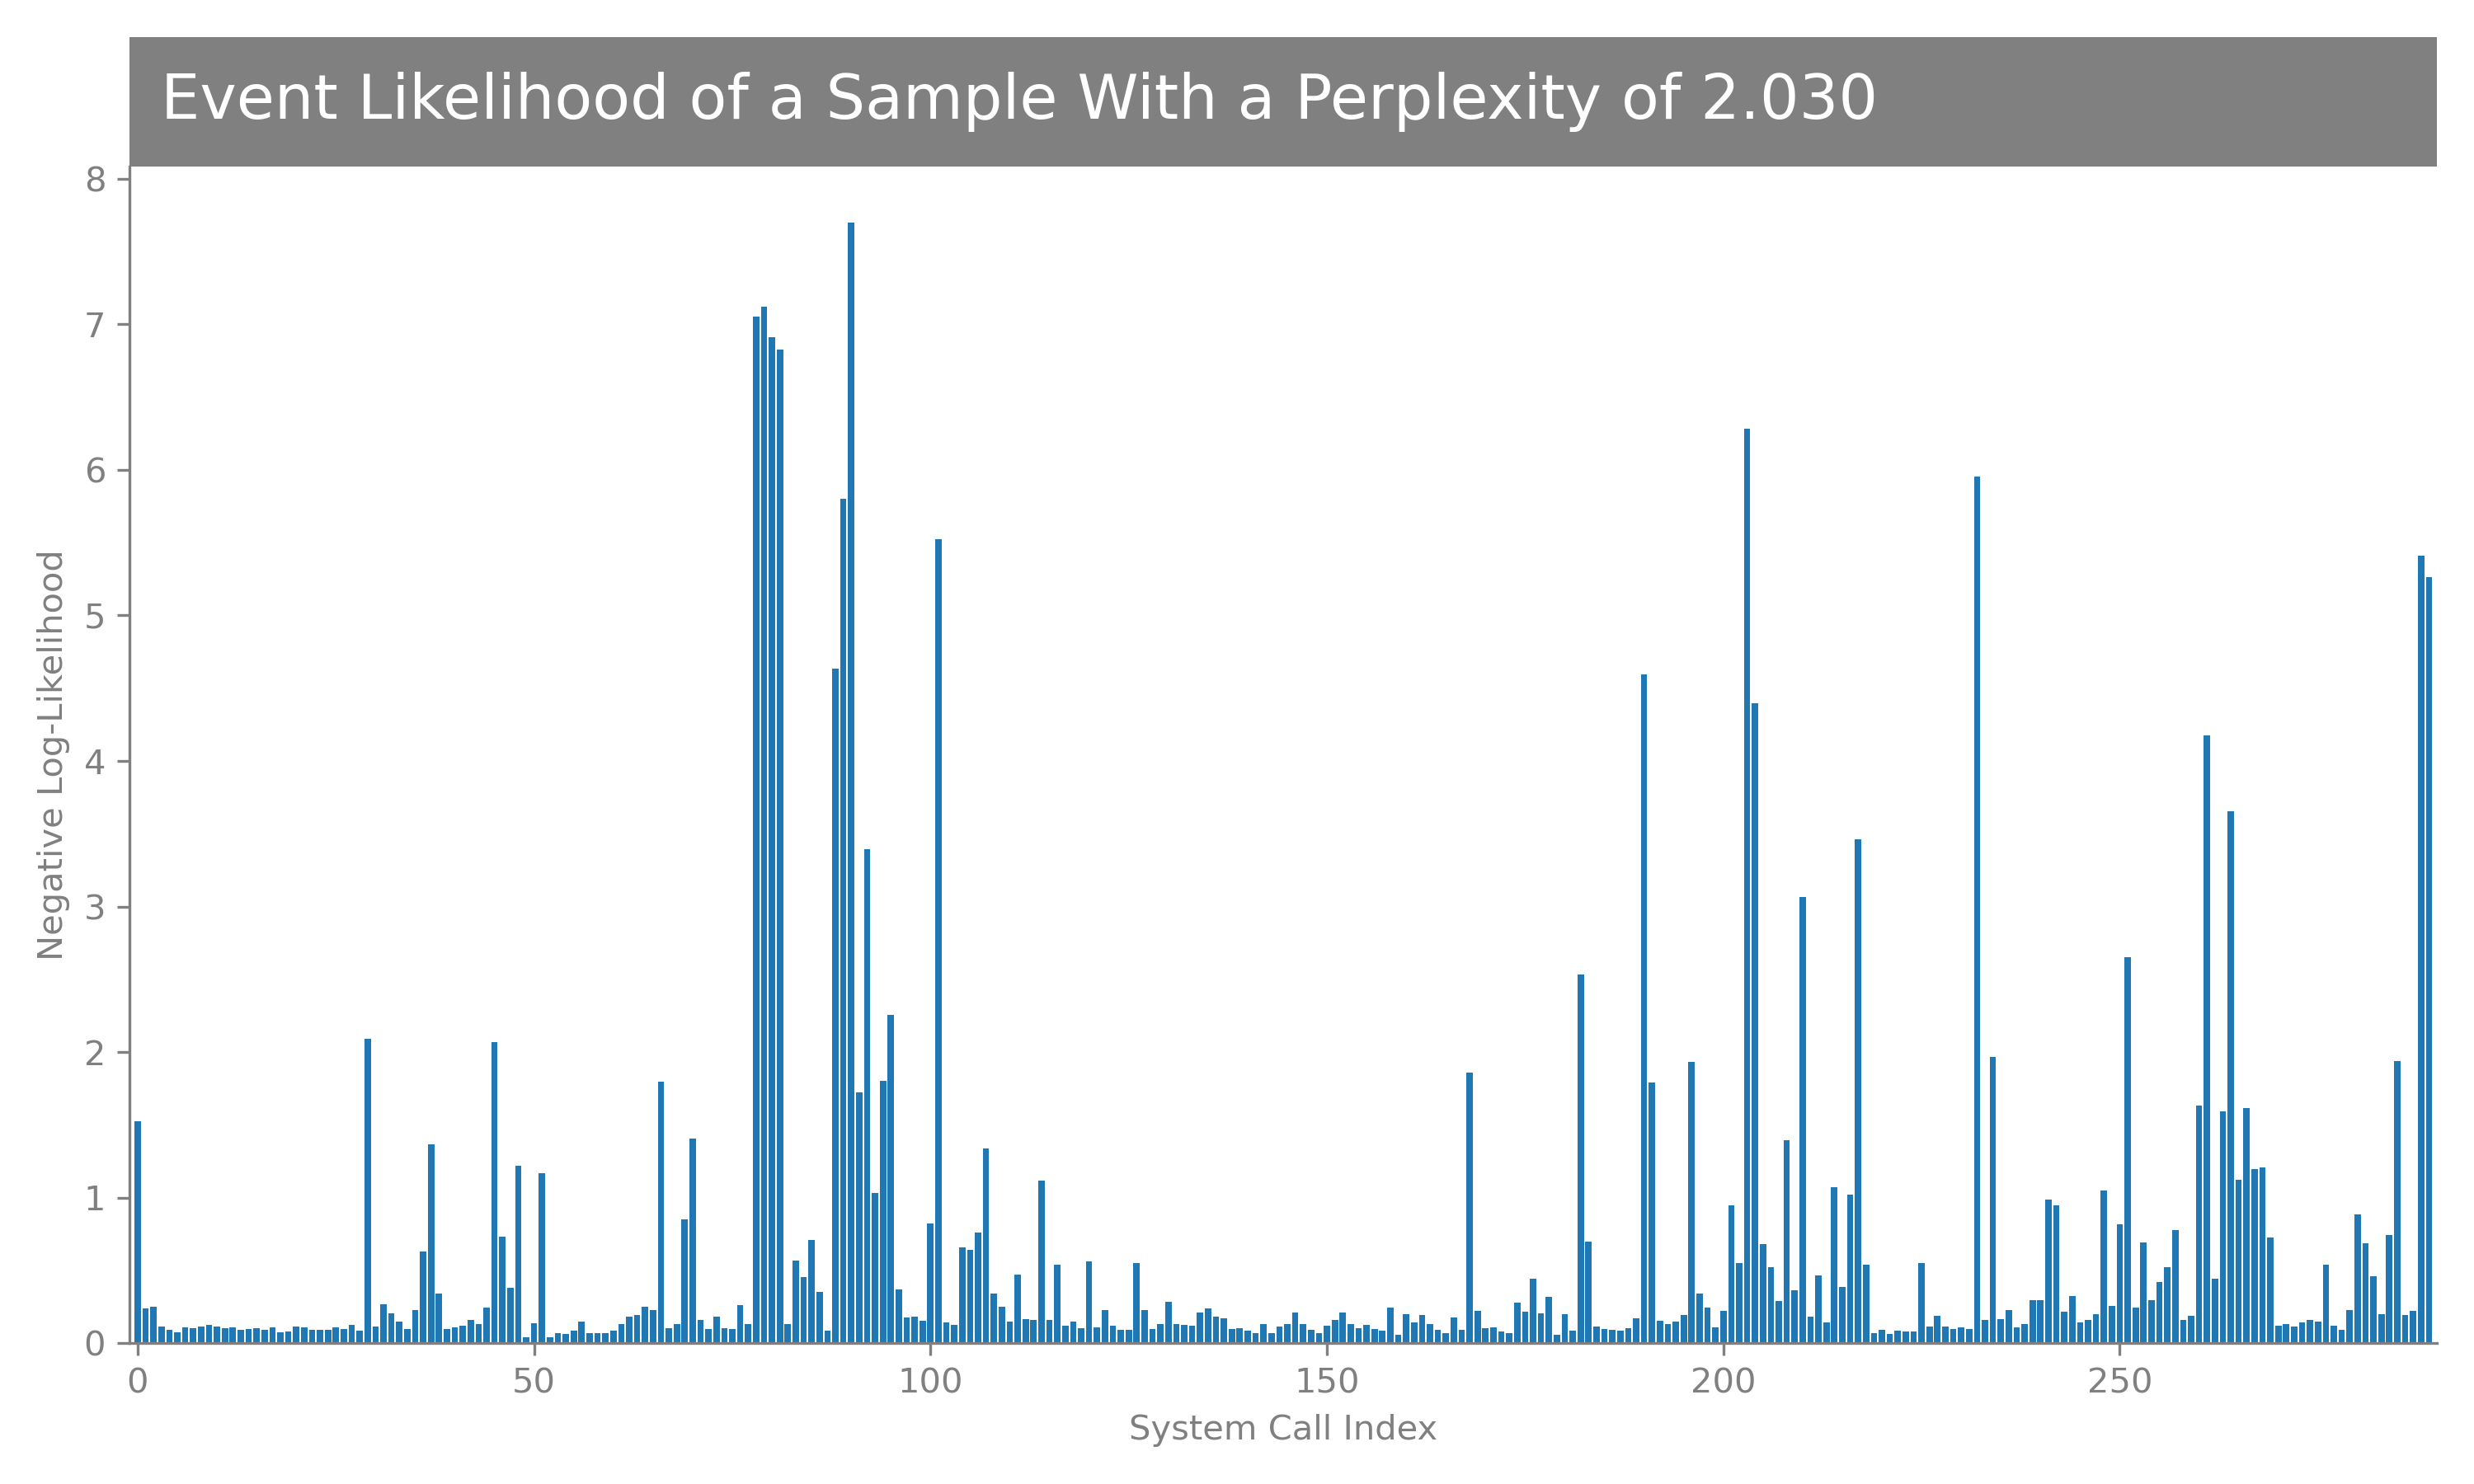 Event Likelihood of a Sample With a Perplexity of 2.030
8
7
6
5
4
3
2
1
0
Negative Log-Likelihood
0 50 100 150 200 250
System Call Index